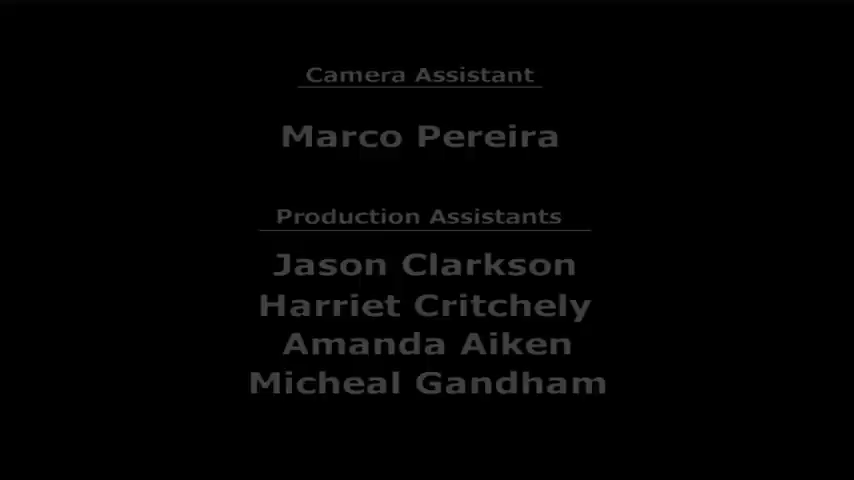 Camera Assistant
Marco Pereira
Production Assistants
Jason Clarkson
Harriet Critchely
Amanda Aiken
Micheal Gandham